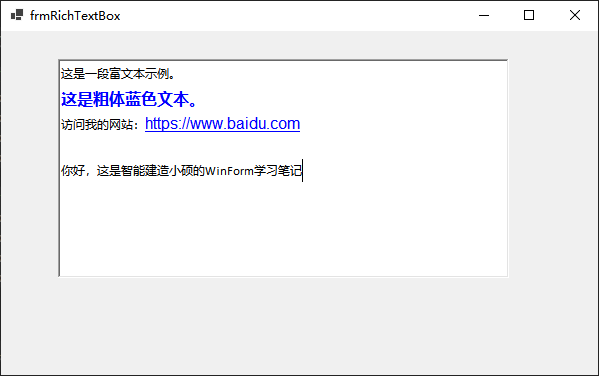 frmRichTextBox
这是一段富文本示例。
这是粗体蓝色文本。
访问我的网站：https://www.baidu.com
你好，这是智能建造小硕的WinForm学习笔记